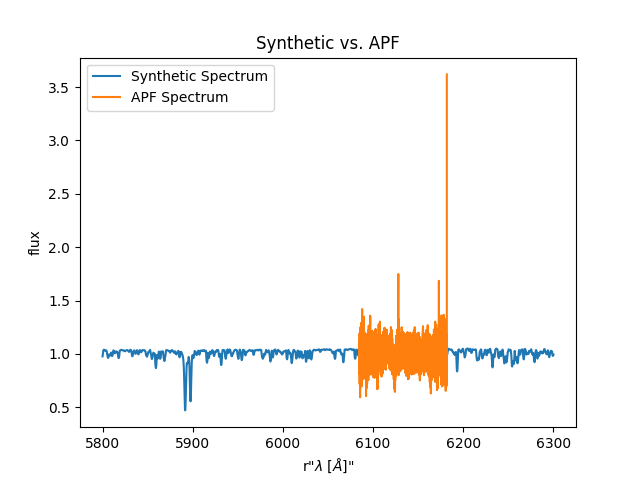 Synthetic vs. APF
Synthetic Spectrum
APF Spectrum
flux
3.5
3.0
2.5
2.0
1.5
1.0
0.5
5800 5900 6000 6100 6200 6300
r"λ [Å]"